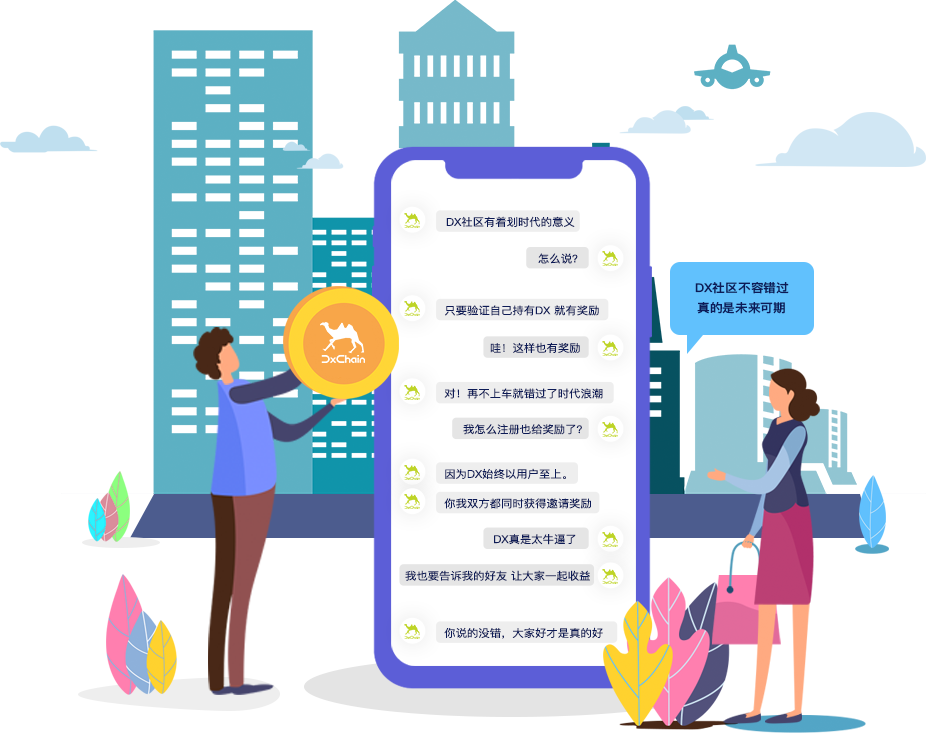 DX社区有着划时代的意义
怎么说?
DX社区不容错过
真的是未来可期
只要验证自己持有DX 就有奖励
哇！这样也有奖励
DxChain
对！再不上车就错过了时代浪潮
我怎么注册也给奖励了?
因为DX始终以用户至上。
你我双方都同时获得邀请奖励
DX真是太牛逼了
我也要告诉我的好友 让大家一起收益
你说的没错，大家好才是真的好